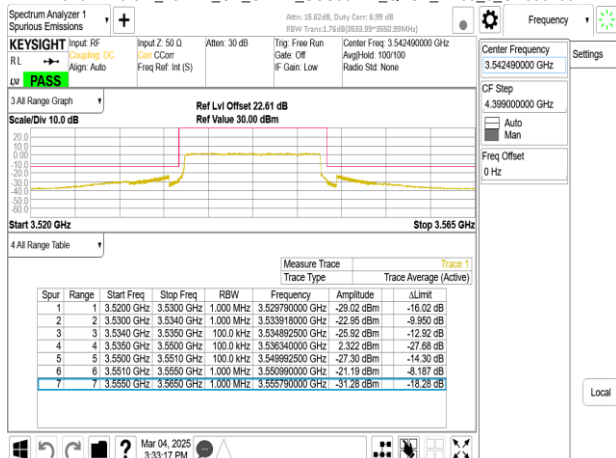 Spectrum Analyzer 1
Spurious Emissions
Attn: 15.62dB, Duty Corr: 6.99 dB
RBW Trans:1.76dB(3533.99~3550.99MHz)
Frequency
KEYSIGHT
RL
LXI
PASS
Input: RF
Coupling: DC
Align: Auto
Input Z: 50 Ω
Corr CCorr
Freq Ref: Int (S)
Atten: 30 dB
Trig: Free Run
Gate: Off
IF Gain: Low
Center Freq: 3.542490000 GHz
Avg|Hold: 100/100
Radio Std: None
Center Frequency
3.542490000 GHz
Settings
CF Step
4.399000000 GHz
Auto
Man
Freq Offset
0 Hz
3 All Range Graph
Scale/Div 10.0 dB
Ref Lvl Offset 22.61 dB
Ref Value 30.00 dBm
20.0
10.0
0.00
-10.0
-20.0
-30.0
-40.0
-50.0
-60.0
Start 3.520 GHz
Stop 3.565 GHz
4 All Range Table
Measure Trace Trace 1
Trace Type Trace Average (Active)
Spur Range Start Freq Stop Freq RBW Frequency Amplitude ΔLimit
1 1 3.5200 GHz 3.5300 GHz 1.000 MHz 3.529790000 GHz -29.02 dBm -16.02 dB
2 2 3.5300 GHz 3.5340 GHz 1.000 MHz 3.533918000 GHz -22.95 dBm -9.950 dB
3 3 3.5340 GHz 3.5350 GHz 100.0 kHz 3.534892500 GHz -25.92 dBm -12.92 dB
4 4 3.5350 GHz 3.5500 GHz 100.0 kHz 3.536340000 GHz 2.322 dBm -27.68 dB
5 5 3.5500 GHz 3.5510 GHz 100.0 kHz 3.549992500 GHz -27.30 dBm -14.30 dB
6 6 3.5510 GHz 3.5550 GHz 1.000 MHz 3.550990000 GHz -21.19 dBm -8.187 dB
7 7 3.5550 GHz 3.5650 GHz 1.000 MHz 3.555790000 GHz -31.28 dBm -18.28 dB
Local
?
Mar 04, 2025
3:33:17 PM